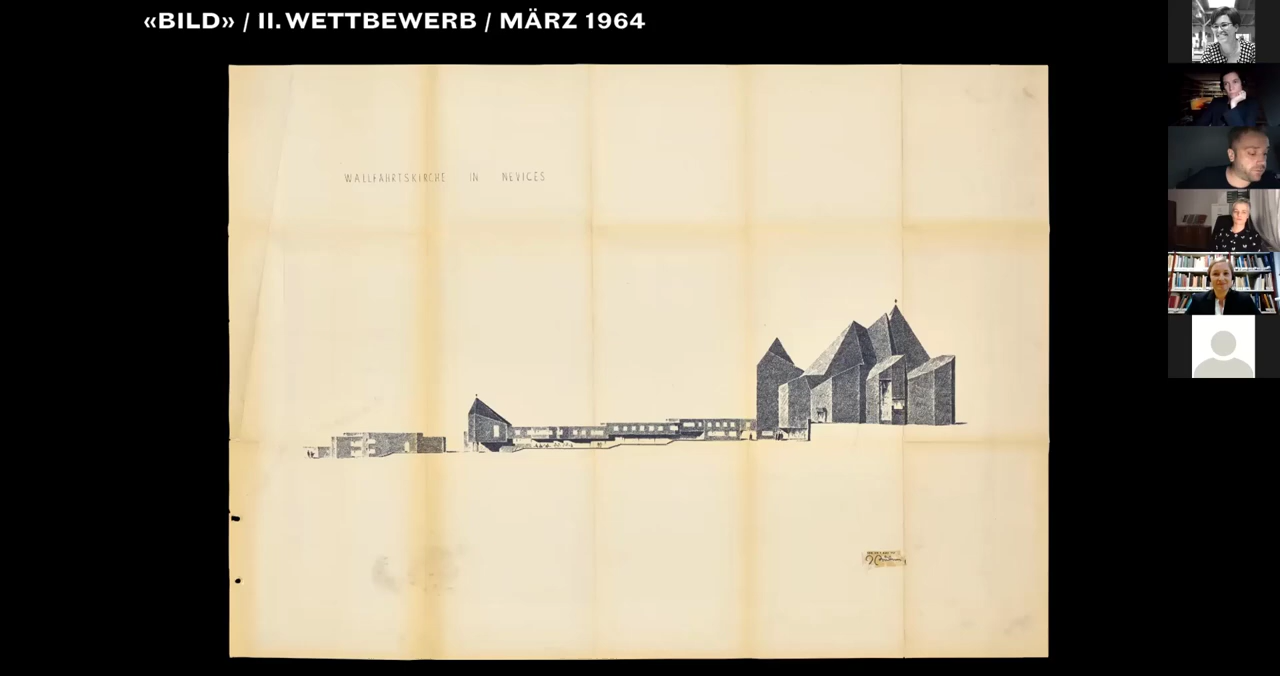 «BILD» / II. WETTBEWERB / MÄRZ 1964
WALLFAHRTSKIRCHE IN NEVIGES